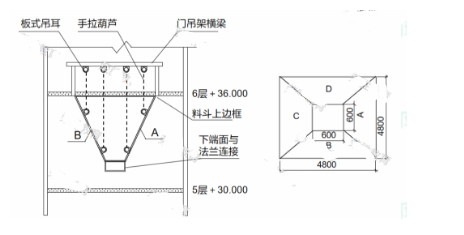 板式吊耳
手拉葫芦
门吊架横梁
6层+36.000
料斗上边框
B
A
下端面与
法兰连接
5层+30.000
D
C
A
600
600
B
4800
4800